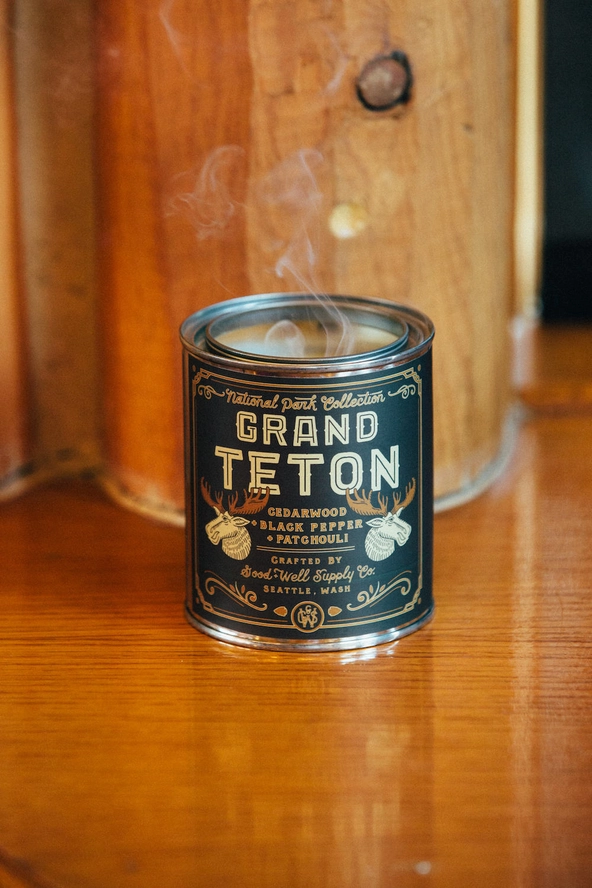 National Park Collection
GRAND
TETON
CEDARWOOD
+ BLACK PEPPER
+ PATCHOULI
CRAFTED BY
Good & Well Supply Co.
SEATTLE, WASH